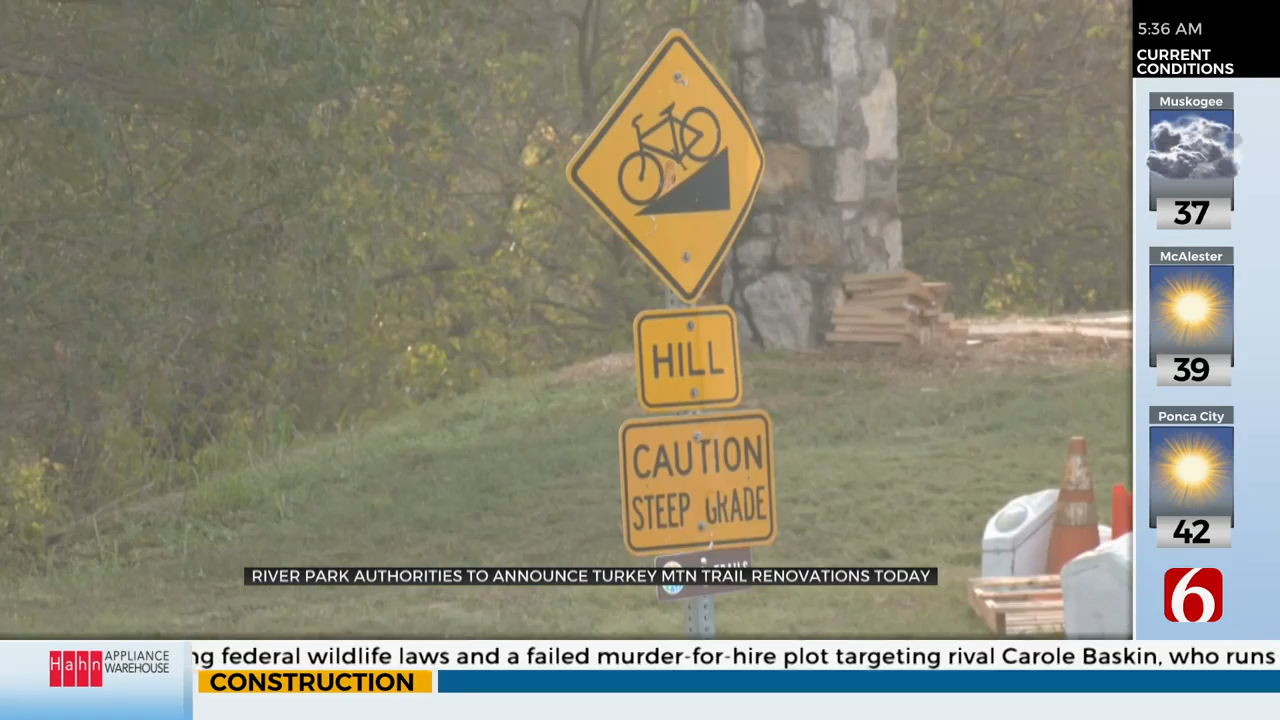 5:36 AM
CURRENT
CONDITIONS
Muskogee
37
McAlester
39
Ponca City
42
6
HILL
CAUTION
STEEP GRADE
RIVER PARK AUTHORITIES TO ANNOUNCE TURKEY MTN TRAIL RENOVATIONS TODAY
Hahn APPLIANCE
WAREHOUSE
ng federal wildlife laws and a failed murder-for-hire plot targeting rival Carole Baskin, who runs
CONSTRUCTION